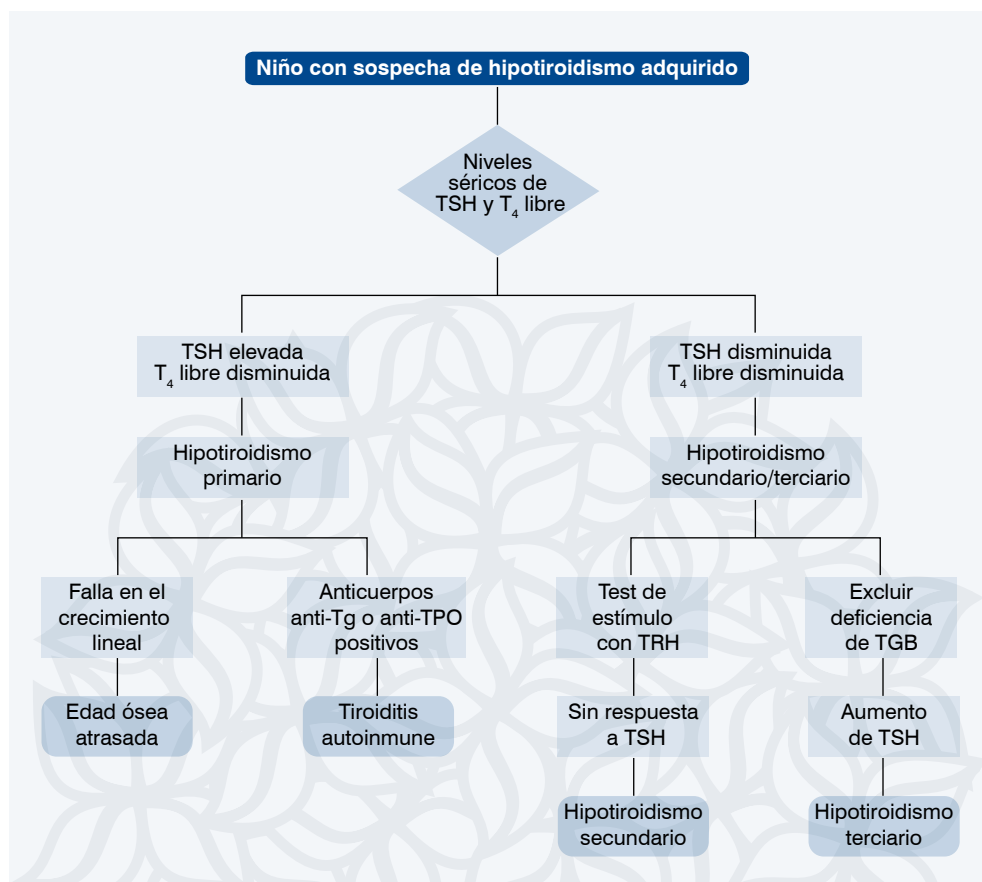 Niño con sospecha de hipotiroidismo adquirido
Niveles
séricos de
TSH y T4 libre
TSH elevada
T4 libre disminuida
TSH disminuida
T4 libre disminuida
Hipotiroidismo
primario
Hipotiroidismo
secundario/terciario
Falla en el
crecimiento
lineal
Anticuerpos
anti-Tg o anti-TPO
positivos
Test de
estímulo
con TRH
Excluir
deficiencia
de TGB
Edad ósea
atrasada
Tiroiditis
autoinmune
Sin respuesta
a TSH
Aumento
de TSH
Hipotiroidismo
secundario
Hipotiroidismo
terciario